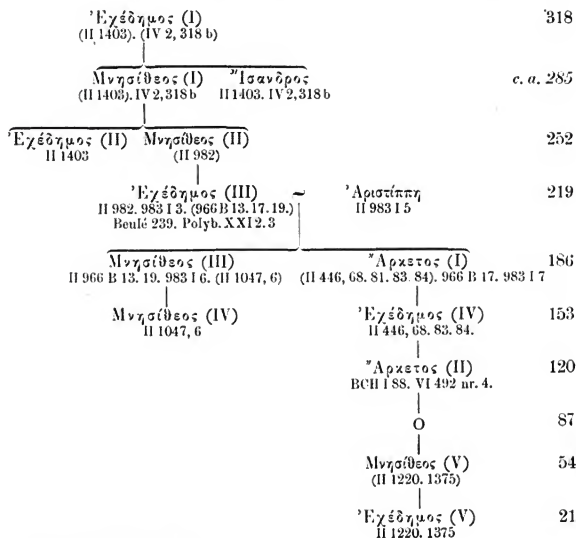 Ἐχέδημος (I) 318
(II 1403). (IV 2, 318 b)
Μνησίθεος (I) Ἴσανδρος c. a. 285
(II 1403). IV 2, 318 b II 1403. IV 2, 318 b
Ἐχέδημος (II) Μνησίθεος (II) 252
II 1403 (II 982)
Ἐχέδημος (III) ~ Ἀριστίππη 219
II 982. 983 I 3. (966 B 13. 17. 19.) II 983 I 5
Beulé 239. Polyb. XXI 2. 3
Μνησίθεος (III) Ἄρκετος (I) 186
II 966 B 13. 19. 983 I 6. (II 1047, 6) (II 446, 68. 81. 83. 84). 966 B 17. 983 I 7
Μνησίθεος (IV) Ἐχέδημος (IV) 153
II 1047, 6 II 446, 68. 83. 84.
Ἄρκετος (II) 120
BCH I 88. VI 492 nr. 4.
O 87
Μνησίθεος (V) 54
(II 1220. 1375)
Ἐχέδημος (V) 21
II 1220. 1375